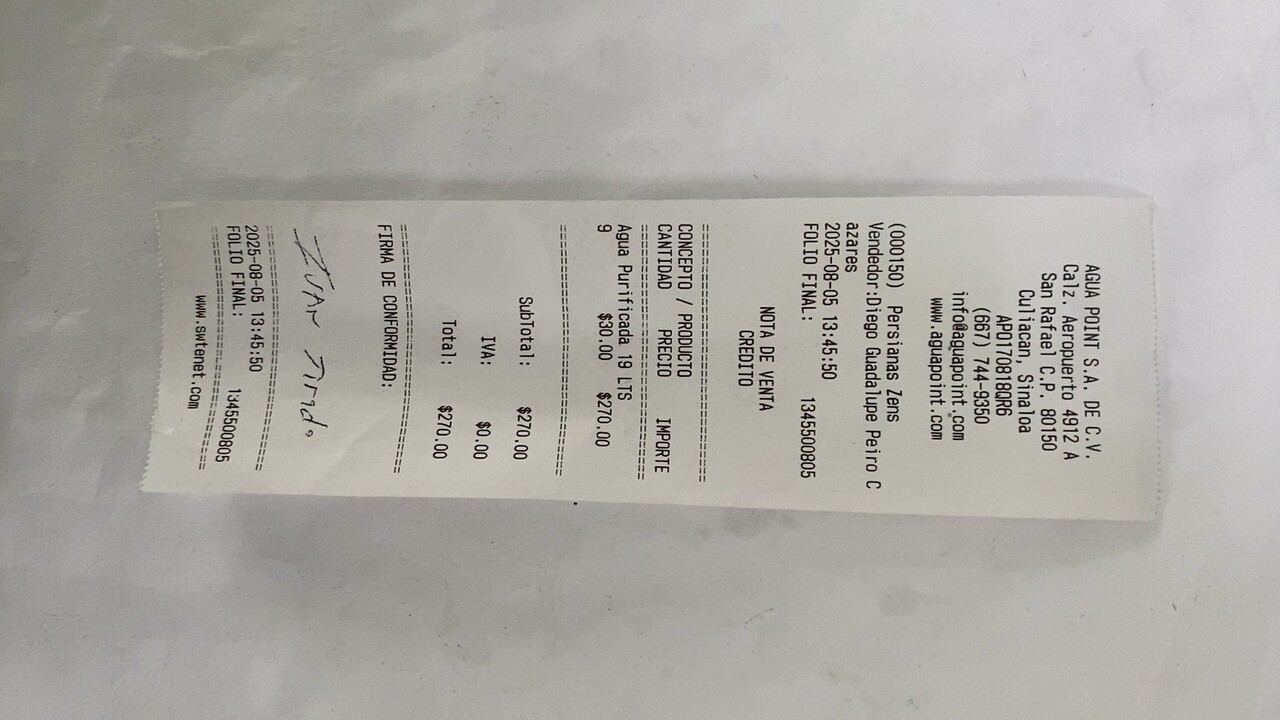 AGUA POINT S.A. DE C.V.
Calz. Aeropuerto 4912 A
San Rafael C.P. 80150
Culiacan, Sinaloa
APO170818QR6
(667) 744-9350
info@aguapoint.com
www.aguapoint.com
(000150) Persianas Zens
Vendedor:Diego Guadalupe Peiro C
azares
2025-08-05 13:45:50
FOLIO FINAL: 1345500805
NOTA DE VENTA
CREDITO
================================
CONCEPTO / PRODUCTO
CANTIDAD PRECIO IMPORTE
================================
Agua Purificada 19 LTS
9 $30.00 $270.00
================================
SubTotal: $270.00
IVA: $0.00
Total: $270.00
================================
FIRMA DE CONFORMIDAD:
IVAN TIRADO
================================
2025-08-05 13:45:50
FOLIO FINAL: 1345500805
================================
www.swtenet.com